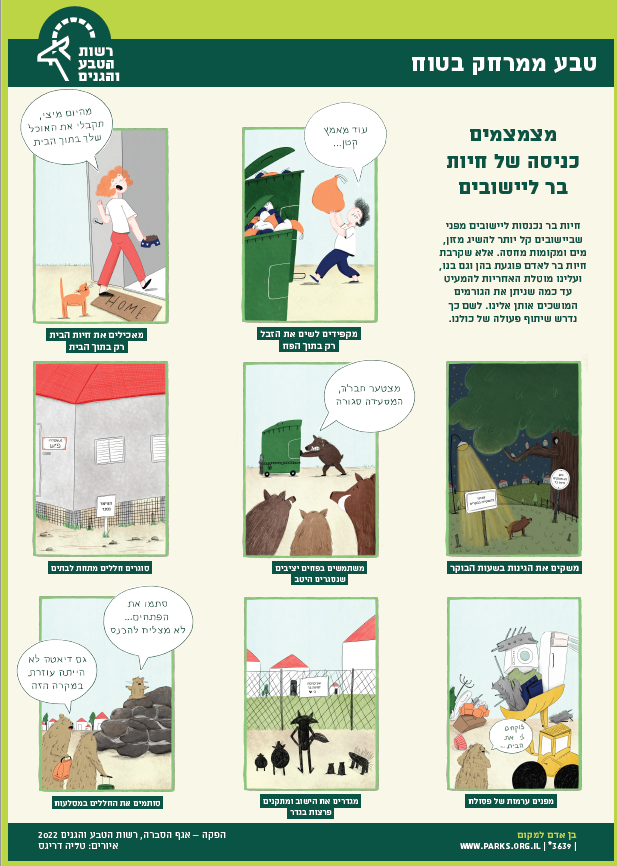 רשות
הטבע
והגנים
טבע ממרחק בטוח
מצמצמים
כניסה של חיות
בר ליישובים
חיות בר נכנסות ליישובים מפני
שביישובים קל יותר להשיג מזון,
מים ומקומות מחסה. אלא שקרבת
חיות בר לאדם פוגעת בהן וגם בנו,
ועלינו מוטלת האחריות להמעיט
עד כמה שניתן את הגורמים
המושכים אותן אלינו. לשם כך
נדרש שיתוף פעולה של כולנו.
עוד מאמץ
קטן...
מקפידים לשים את הזבל
רק בתוך הפח
מהיום מיצי,
תקבלי את האוכל
שלך בתוך הבית
HOME
מאכילים את חיות הבית
רק בתוך הבית
משקים את הגינות בשעות הבוקר
מצטער חבר'ה,
המסעדה סגורה
משתמשים בפחים יציבים
שנסגרים היטב
סוגרים חללים מתחת לבתים
לוקחים
לי את
הבית...
מפנים ערמות של פסולת
מגדרים את הישוב ומתקנים
פרצות בגדר
סתמו את
הפתחים...
לא מצליח להכנס
גם דיאטה לא
הייתה עוזרת
במקרה הזה
סותמים את החללים במסלעות
בן אדם למקום
WWW.PARKS.ORG.IL | *3639 |
הפקה – אגף הסברה, רשות הטבע והגנים 2022
איורים: טליה דריגס